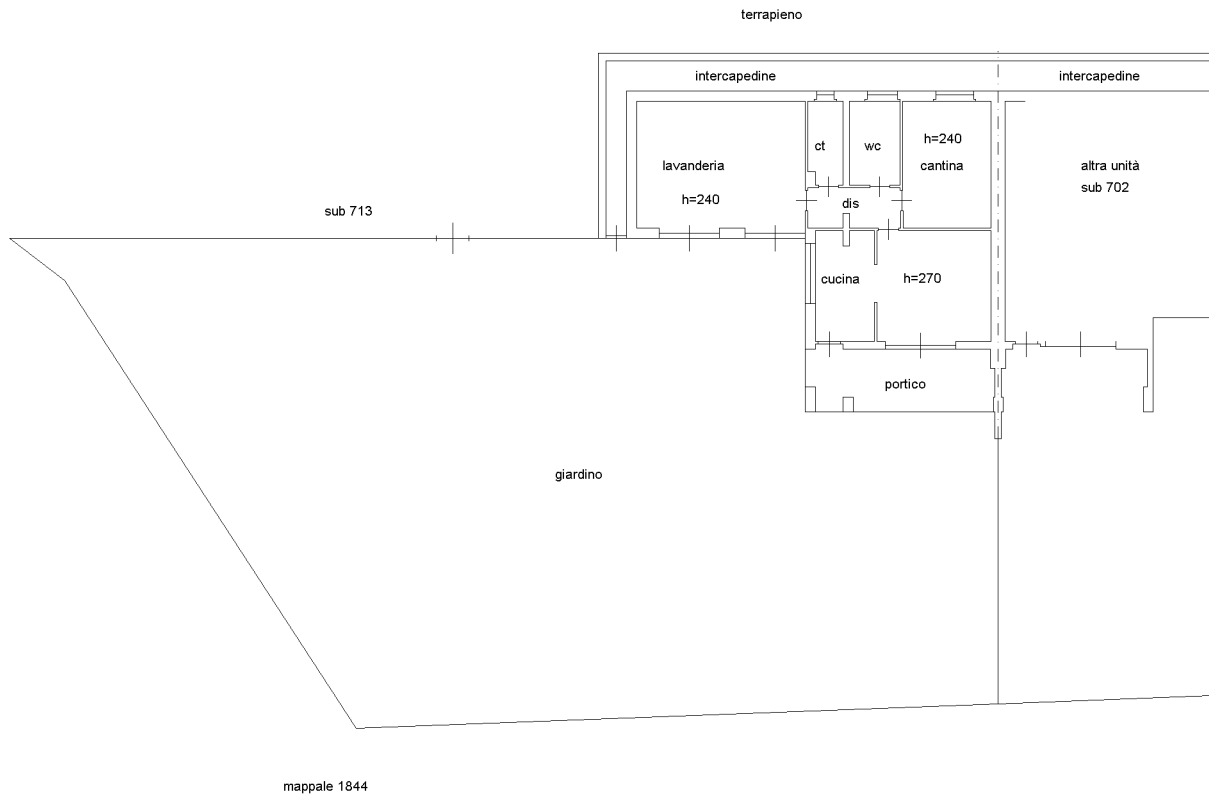 terrapieno
intercapedine
intercapedine
ct
wc
h=240
cantina
lavanderia
h=240
altra unità
sub 702
dis
sub 713
cucina
h=270
portico
giardino
mappale 1844